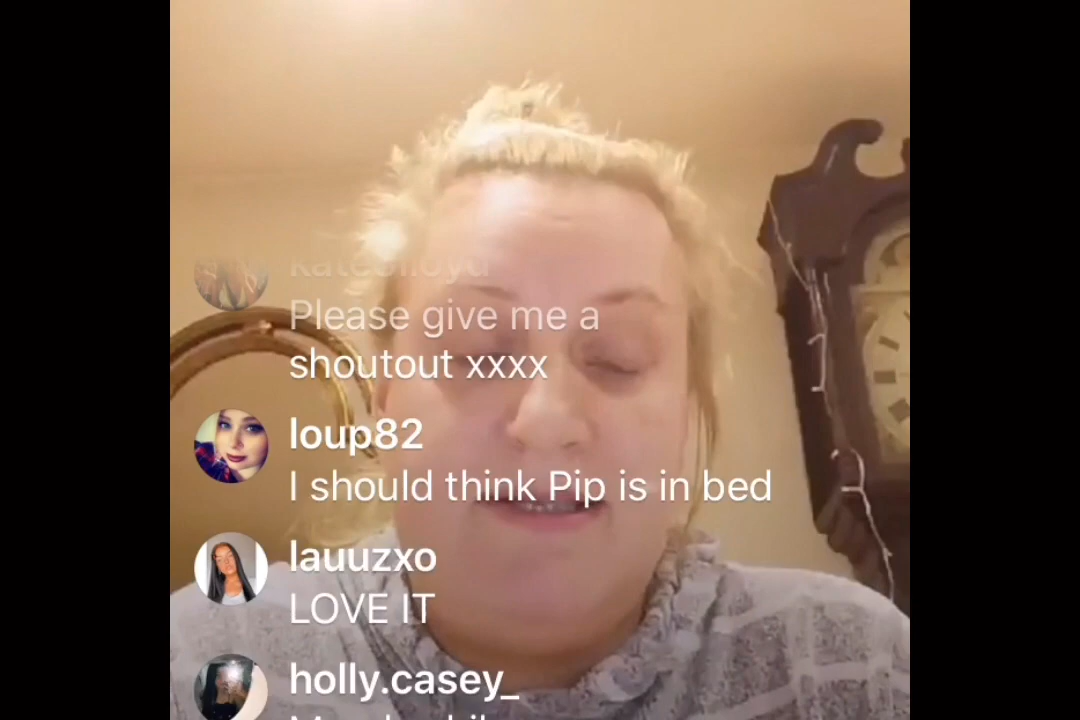 Please give me a
shoutout xxxx
loup82
I should think Pip is in bed
lauuzxo
LOVE IT
holly.casey_